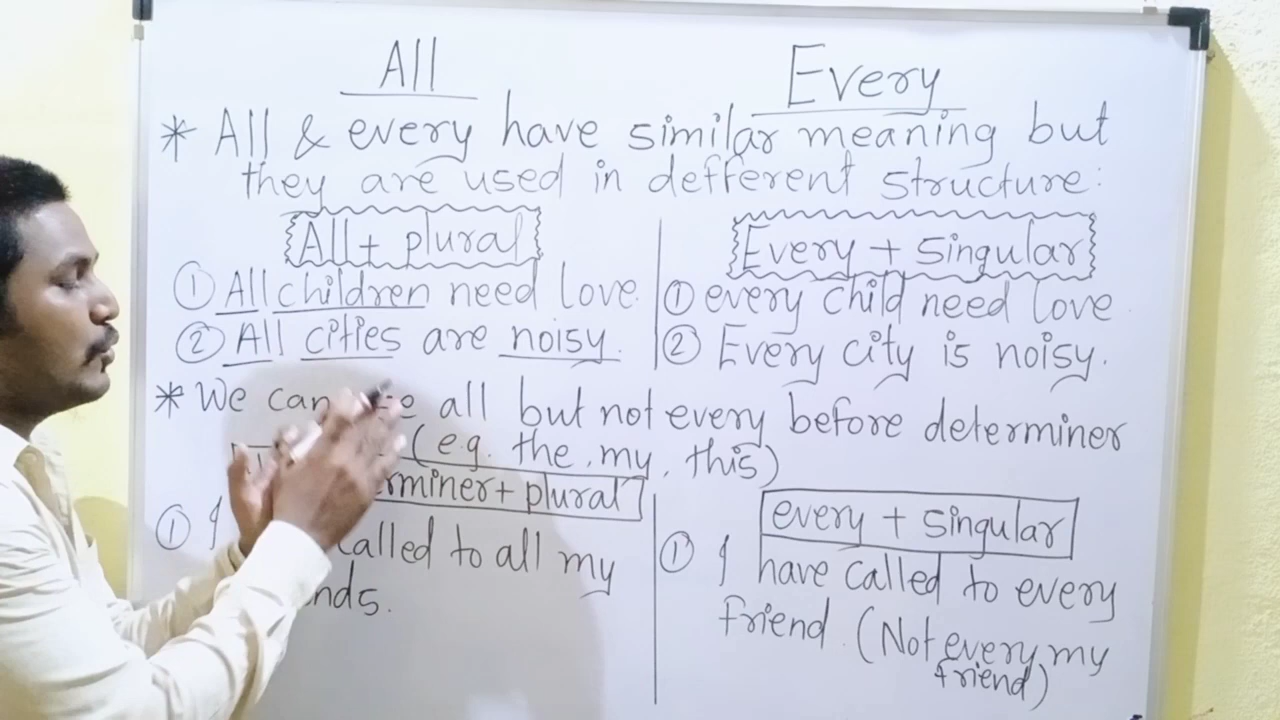 All
Every
* All & every have similar meaning but
they are used in defferent structure:
All + plural
① All children need love.
② All cities are noisy.
Every + singular
① every child need love
② Every city is noisy.
* We can all but not every before determiner
(e.g. the, my, this)
+ plural
① I called to all my
every + singular
① I have called to every
friend. (Not every my
friend)